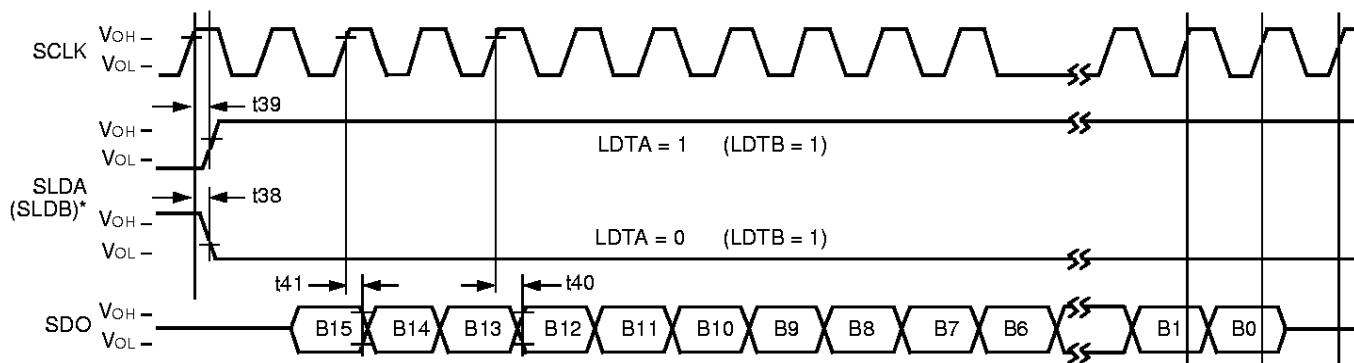 SCLK
VOH
VOL
t39
VOH
VOL
LDTA = 1 (LDTB = 1)
SLDA
(SLDB)*
t38
VOH
VOL
LDTA = 0 (LDTB = 1)
t41
t40
SDO
VOH
VOL
B15 B14 B13 B12 B11 B10 B9 B8 B7 B6 B1 B0